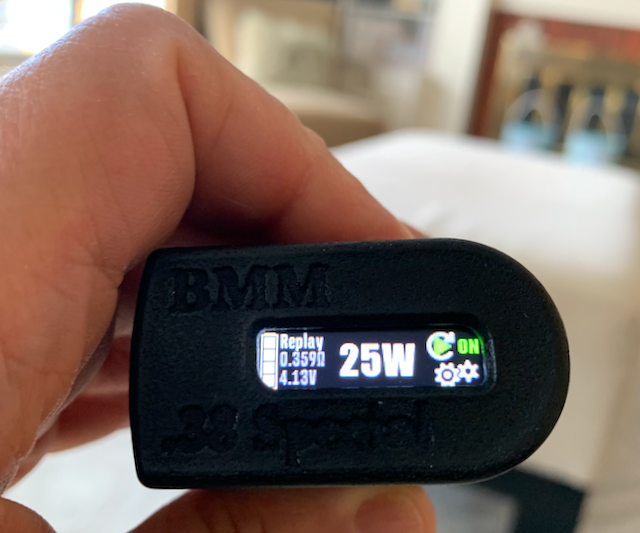 BMM
Replay
0.359Ω
4.13V
25W
ON
.38 Special